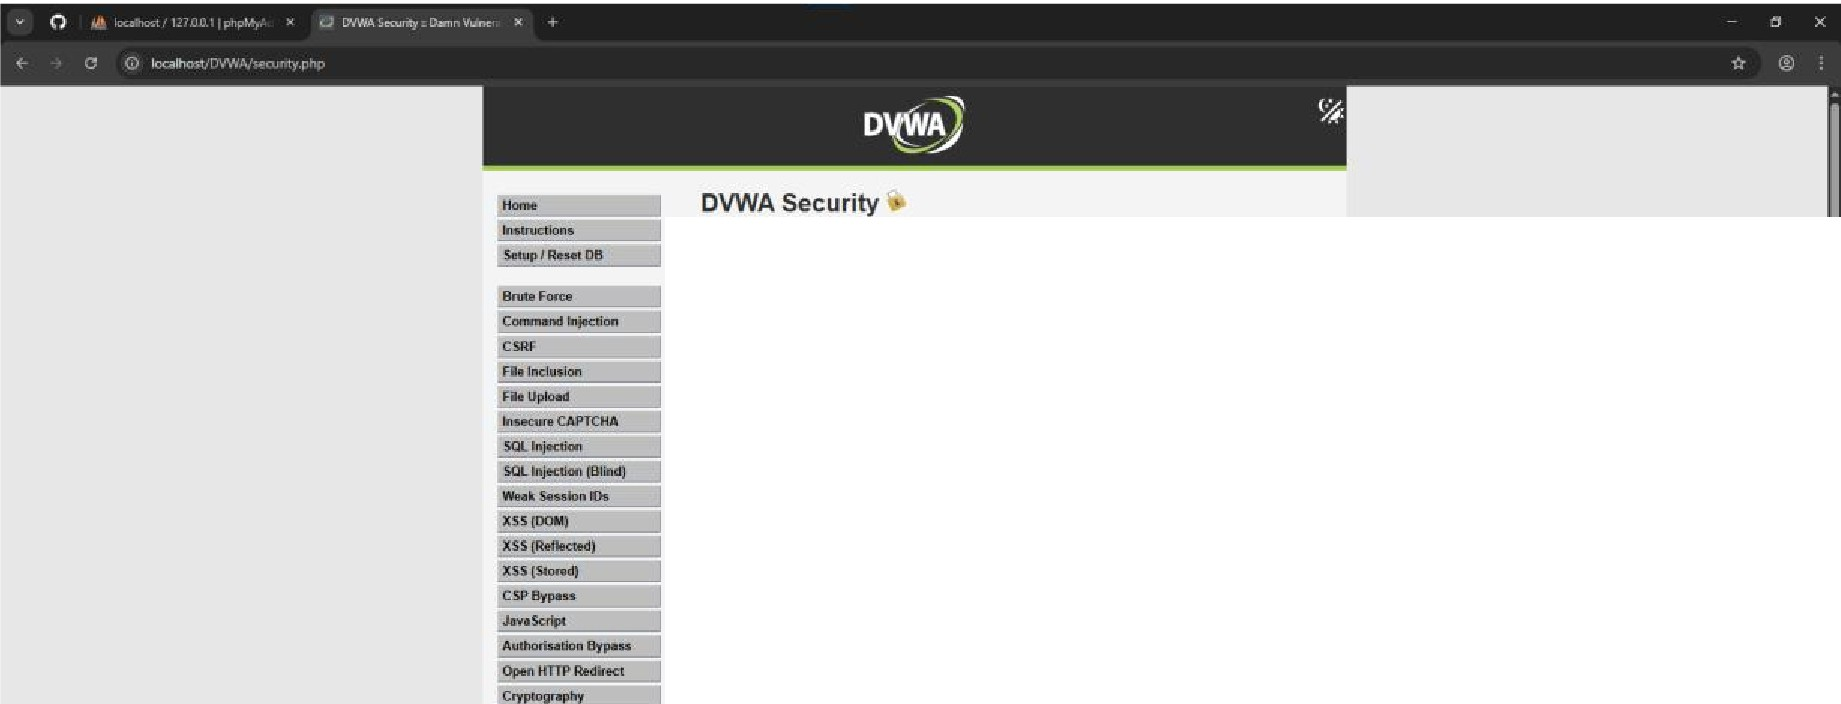 localhost / 127.0.0.1 | phpMyAd
DVWA Security :: Damn Vulner
localhost/DVWA/security.php
DVWA
DVWA Security
Home
Instructions
Setup / Reset DB
Brute Force
Command Injection
CSRF
File Inclusion
File Upload
Insecure CAPTCHA
SQL Injection
SQL Injection (Blind)
Weak Session IDs
XSS (DOM)
XSS (Reflected)
XSS (Stored)
CSP Bypass
JavaScript
Authorisation Bypass
Open HTTP Redirect
Cryptography